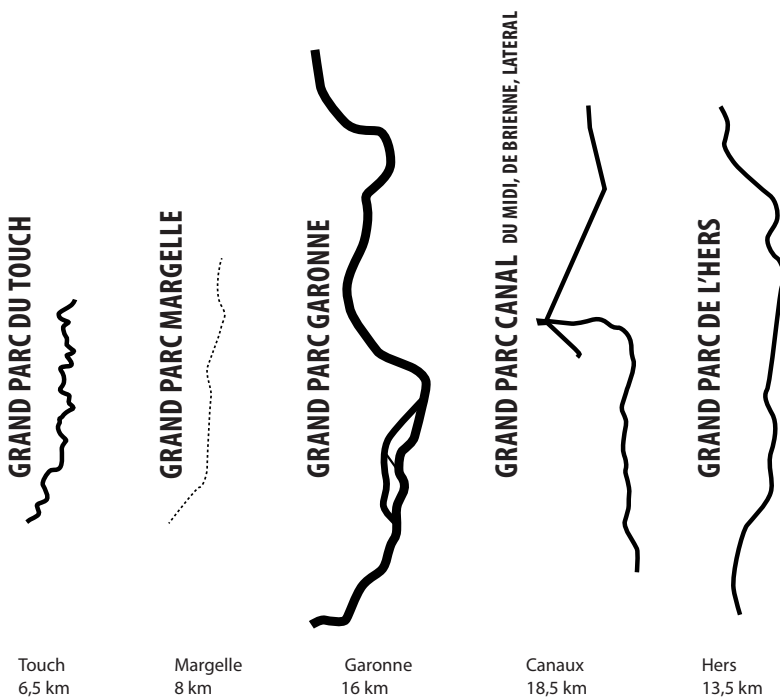 GRAND PARC DU TOUCH
GRAND PARC MARGELLE
GRAND PARC GARONNE
GRAND PARC CANAL DU MIDI, DE BRIENNE, LATERAL
GRAND PARC DE L'HERS
Touch
6,5 km
Margelle
8 km
Garonne
16 km
Canaux
18,5 km
Hers
13,5 km